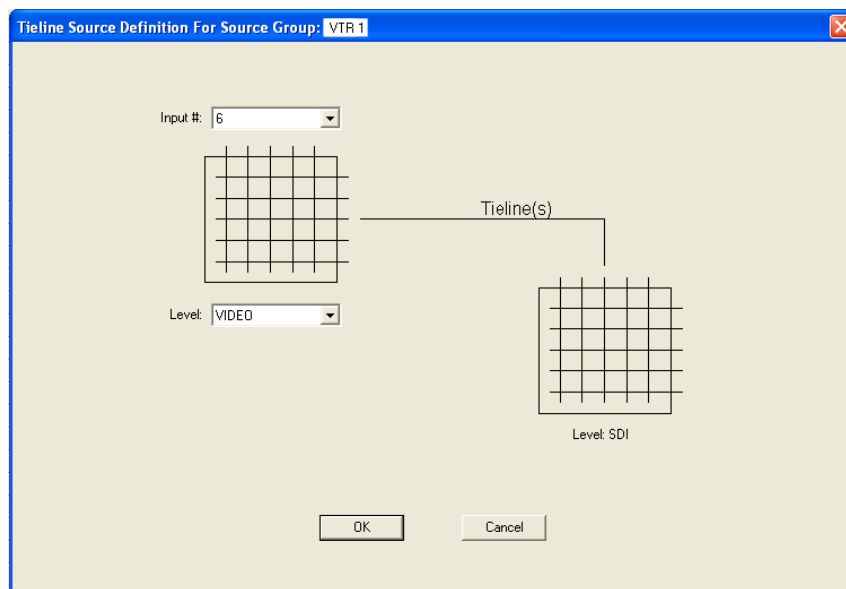 Tieline Source Definition For Source Group: VTR 1
Input #: 6
Tieline(s)
Level: VIDEO
Level: SDI
OK Cancel